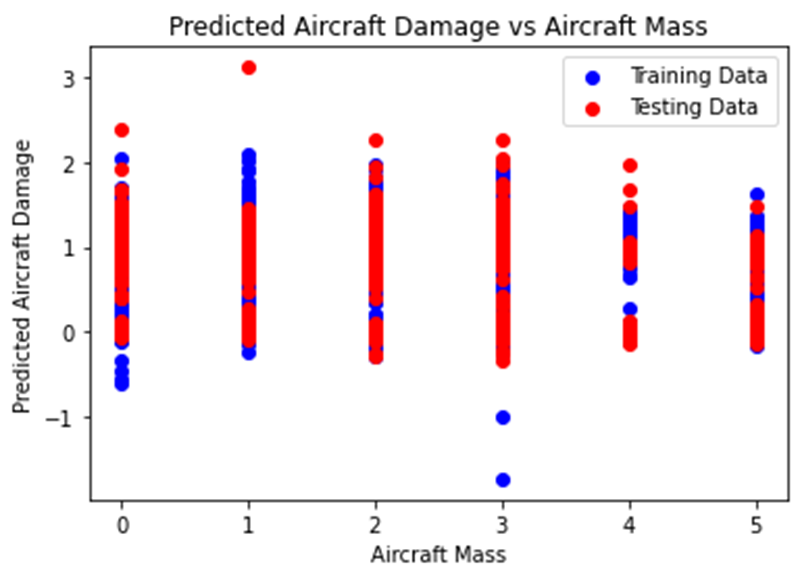 Predicted Aircraft Damage vs Aircraft Mass
Training Data
Testing Data
Predicted Aircraft Damage
3
2
1
0
−1
0 1 2 3 4 5
Aircraft Mass